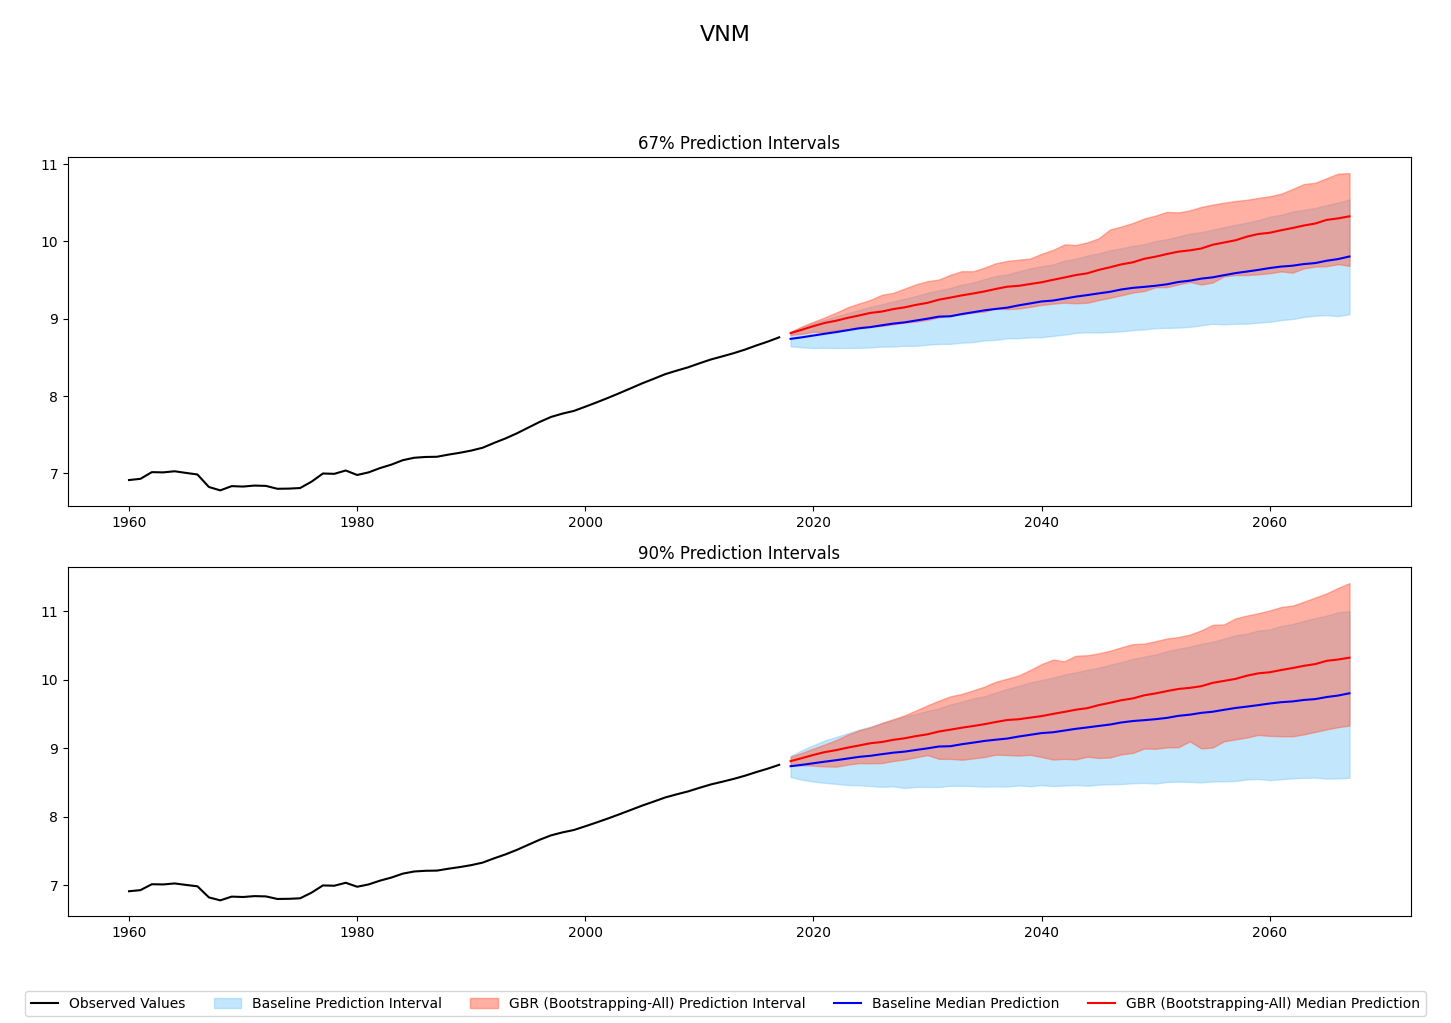 VNM
67% Prediction Intervals
11
10
9
8
7
1960 1980 2000 2020 2040 2060
90% Prediction Intervals
11
10
9
8
7
1960 1980 2000 2020 2040 2060
Observed Values Baseline Prediction Interval GBR (Bootstrapping-All) Prediction Interval Baseline Median Prediction GBR (Bootstrapping-All) Median Prediction